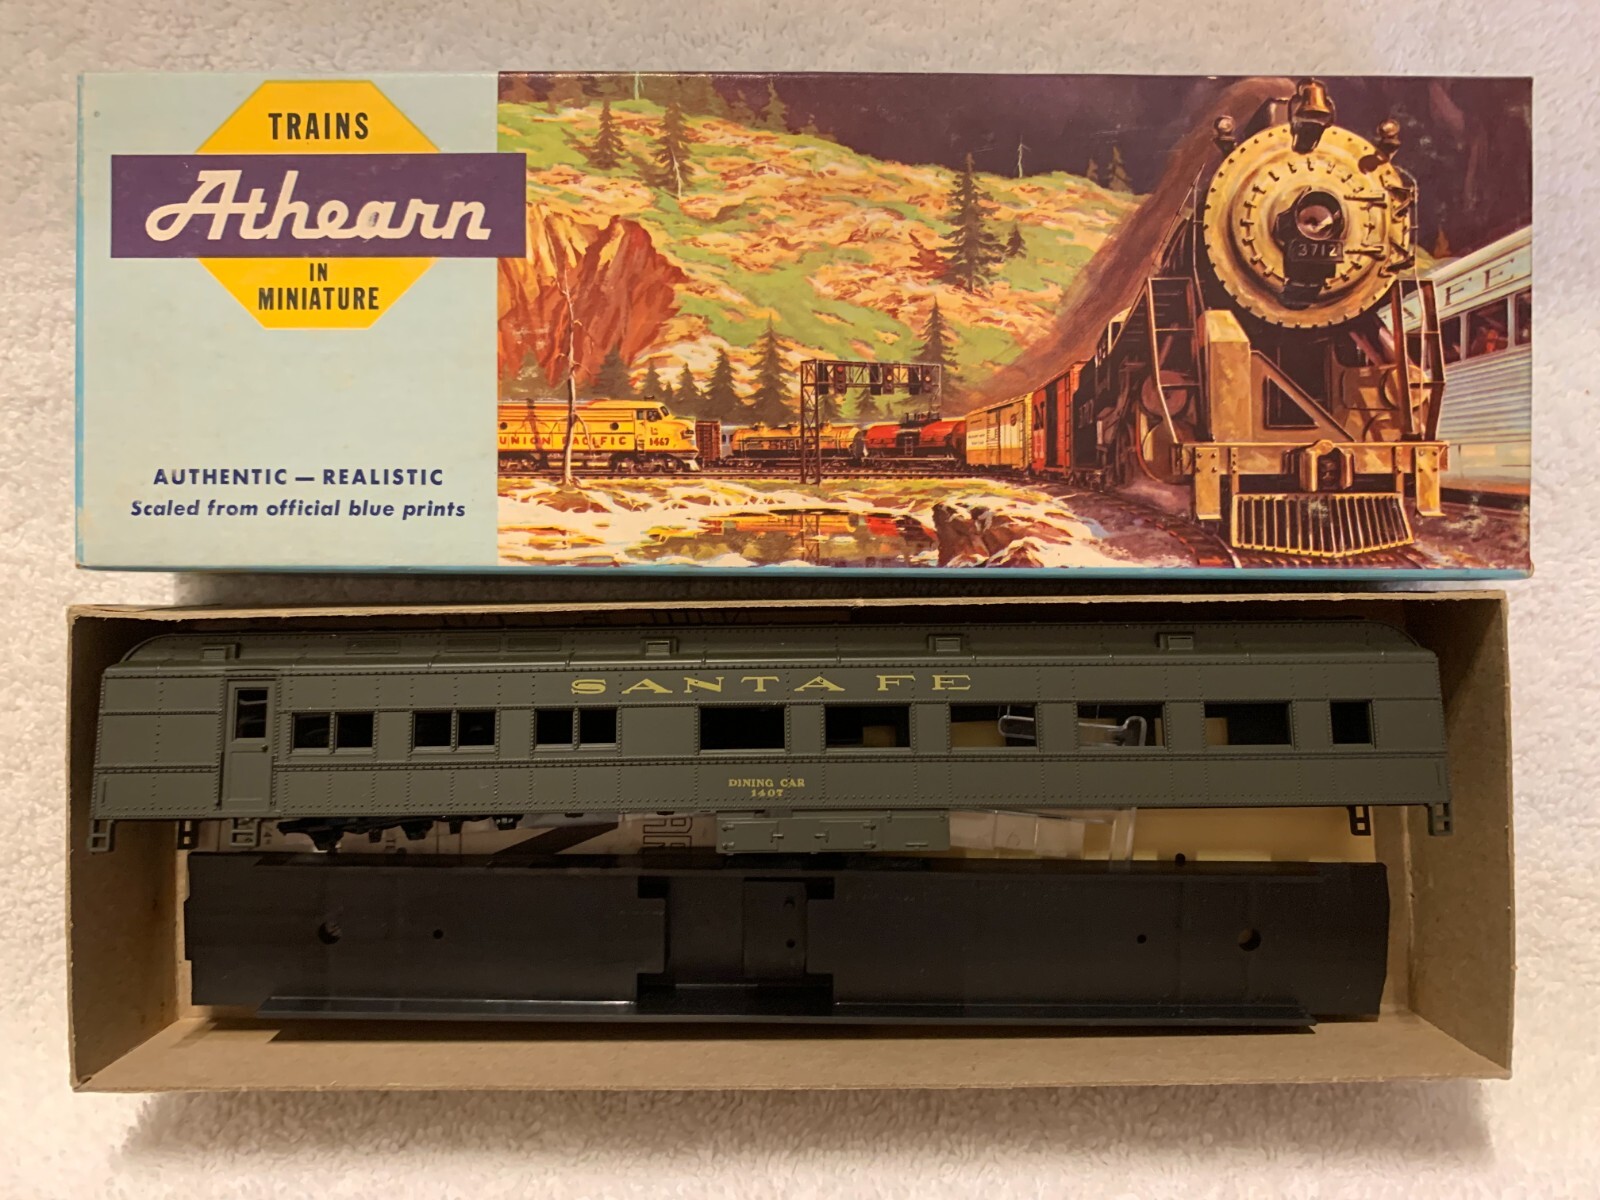 TRAINS
Athearn
IN
MINIATURE
AUTHENTIC — REALISTIC
Scaled from official blue prints
UNION PACIFIC 1467
3712
FE
SANTA FE
DINING CAR
1407